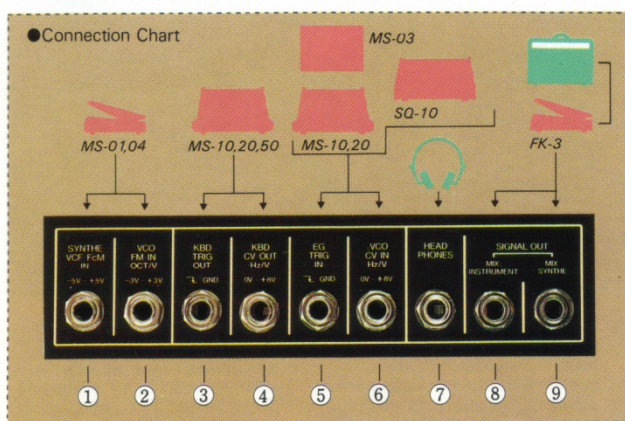 ●Connection Chart
MS-03
SQ-10
MS-01,04
MS-10,20,50
MS-10,20
FK-3
SYNTHE
VCF FcM
IN
-5V - +5V
VCO
FM IN
OCT/V
-3V - +3V
KBD
TRIG
OUT
GND
KBD
CV OUT
Hz/V
0V - +8V
EG
TRIG
IN
GND
VCO
CV IN
Hz/V
0V - +8V
HEAD
PHONES
SIGNAL OUT
MIX
INSTRUMENT
MIX
SYNTHE
① ② ③ ④ ⑤ ⑥ ⑦ ⑧ ⑨